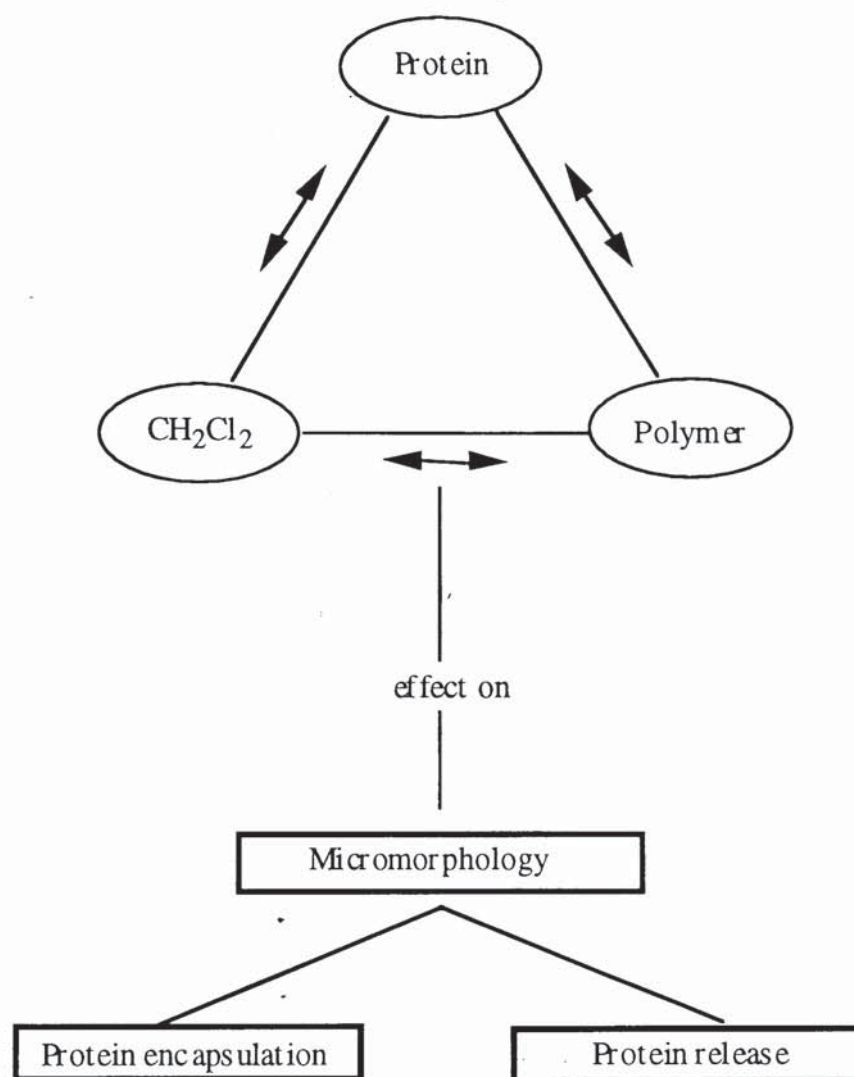 Protein
CH₂Cl₂
Polymer
effect on
Micromorphology
Protein encapsulation
Protein release